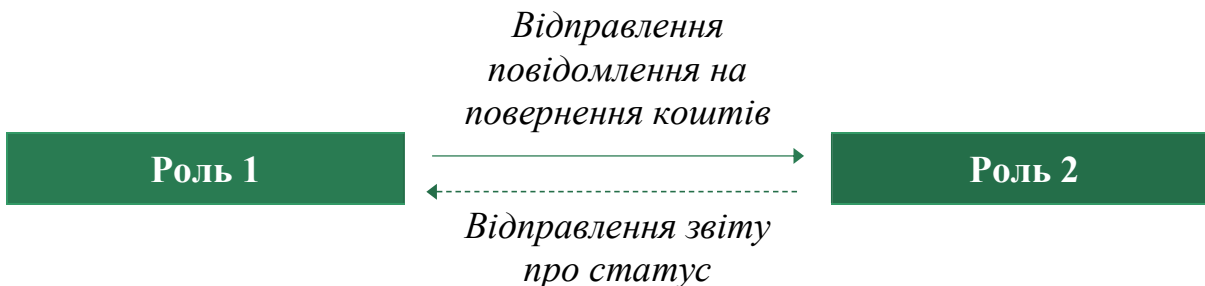 Відправлення
повідомлення на
повернення коштів
Роль 1
Роль 2
Відправлення звіту
про статус